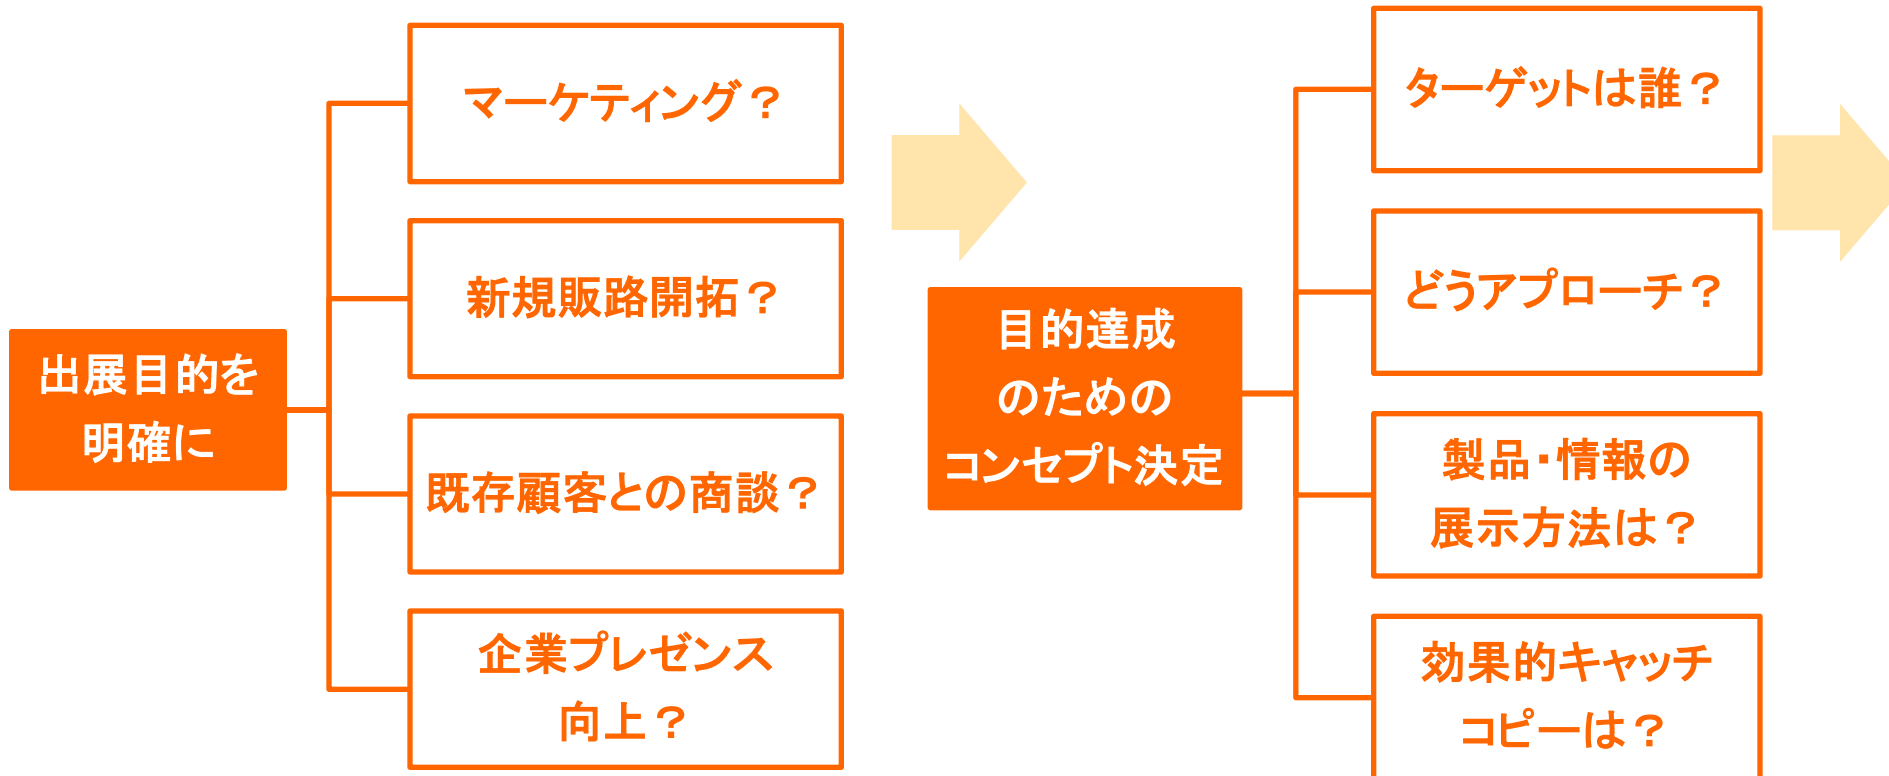 出展目的を
明確に
マーケティング？
新規販路開拓？
既存顧客との商談？
企業プレゼンス
向上？
目的達成
のための
コンセプト決定
ターゲットは誰？
どうアプローチ？
製品・情報の
展示方法は？
効果的キャッチ
コピーは？